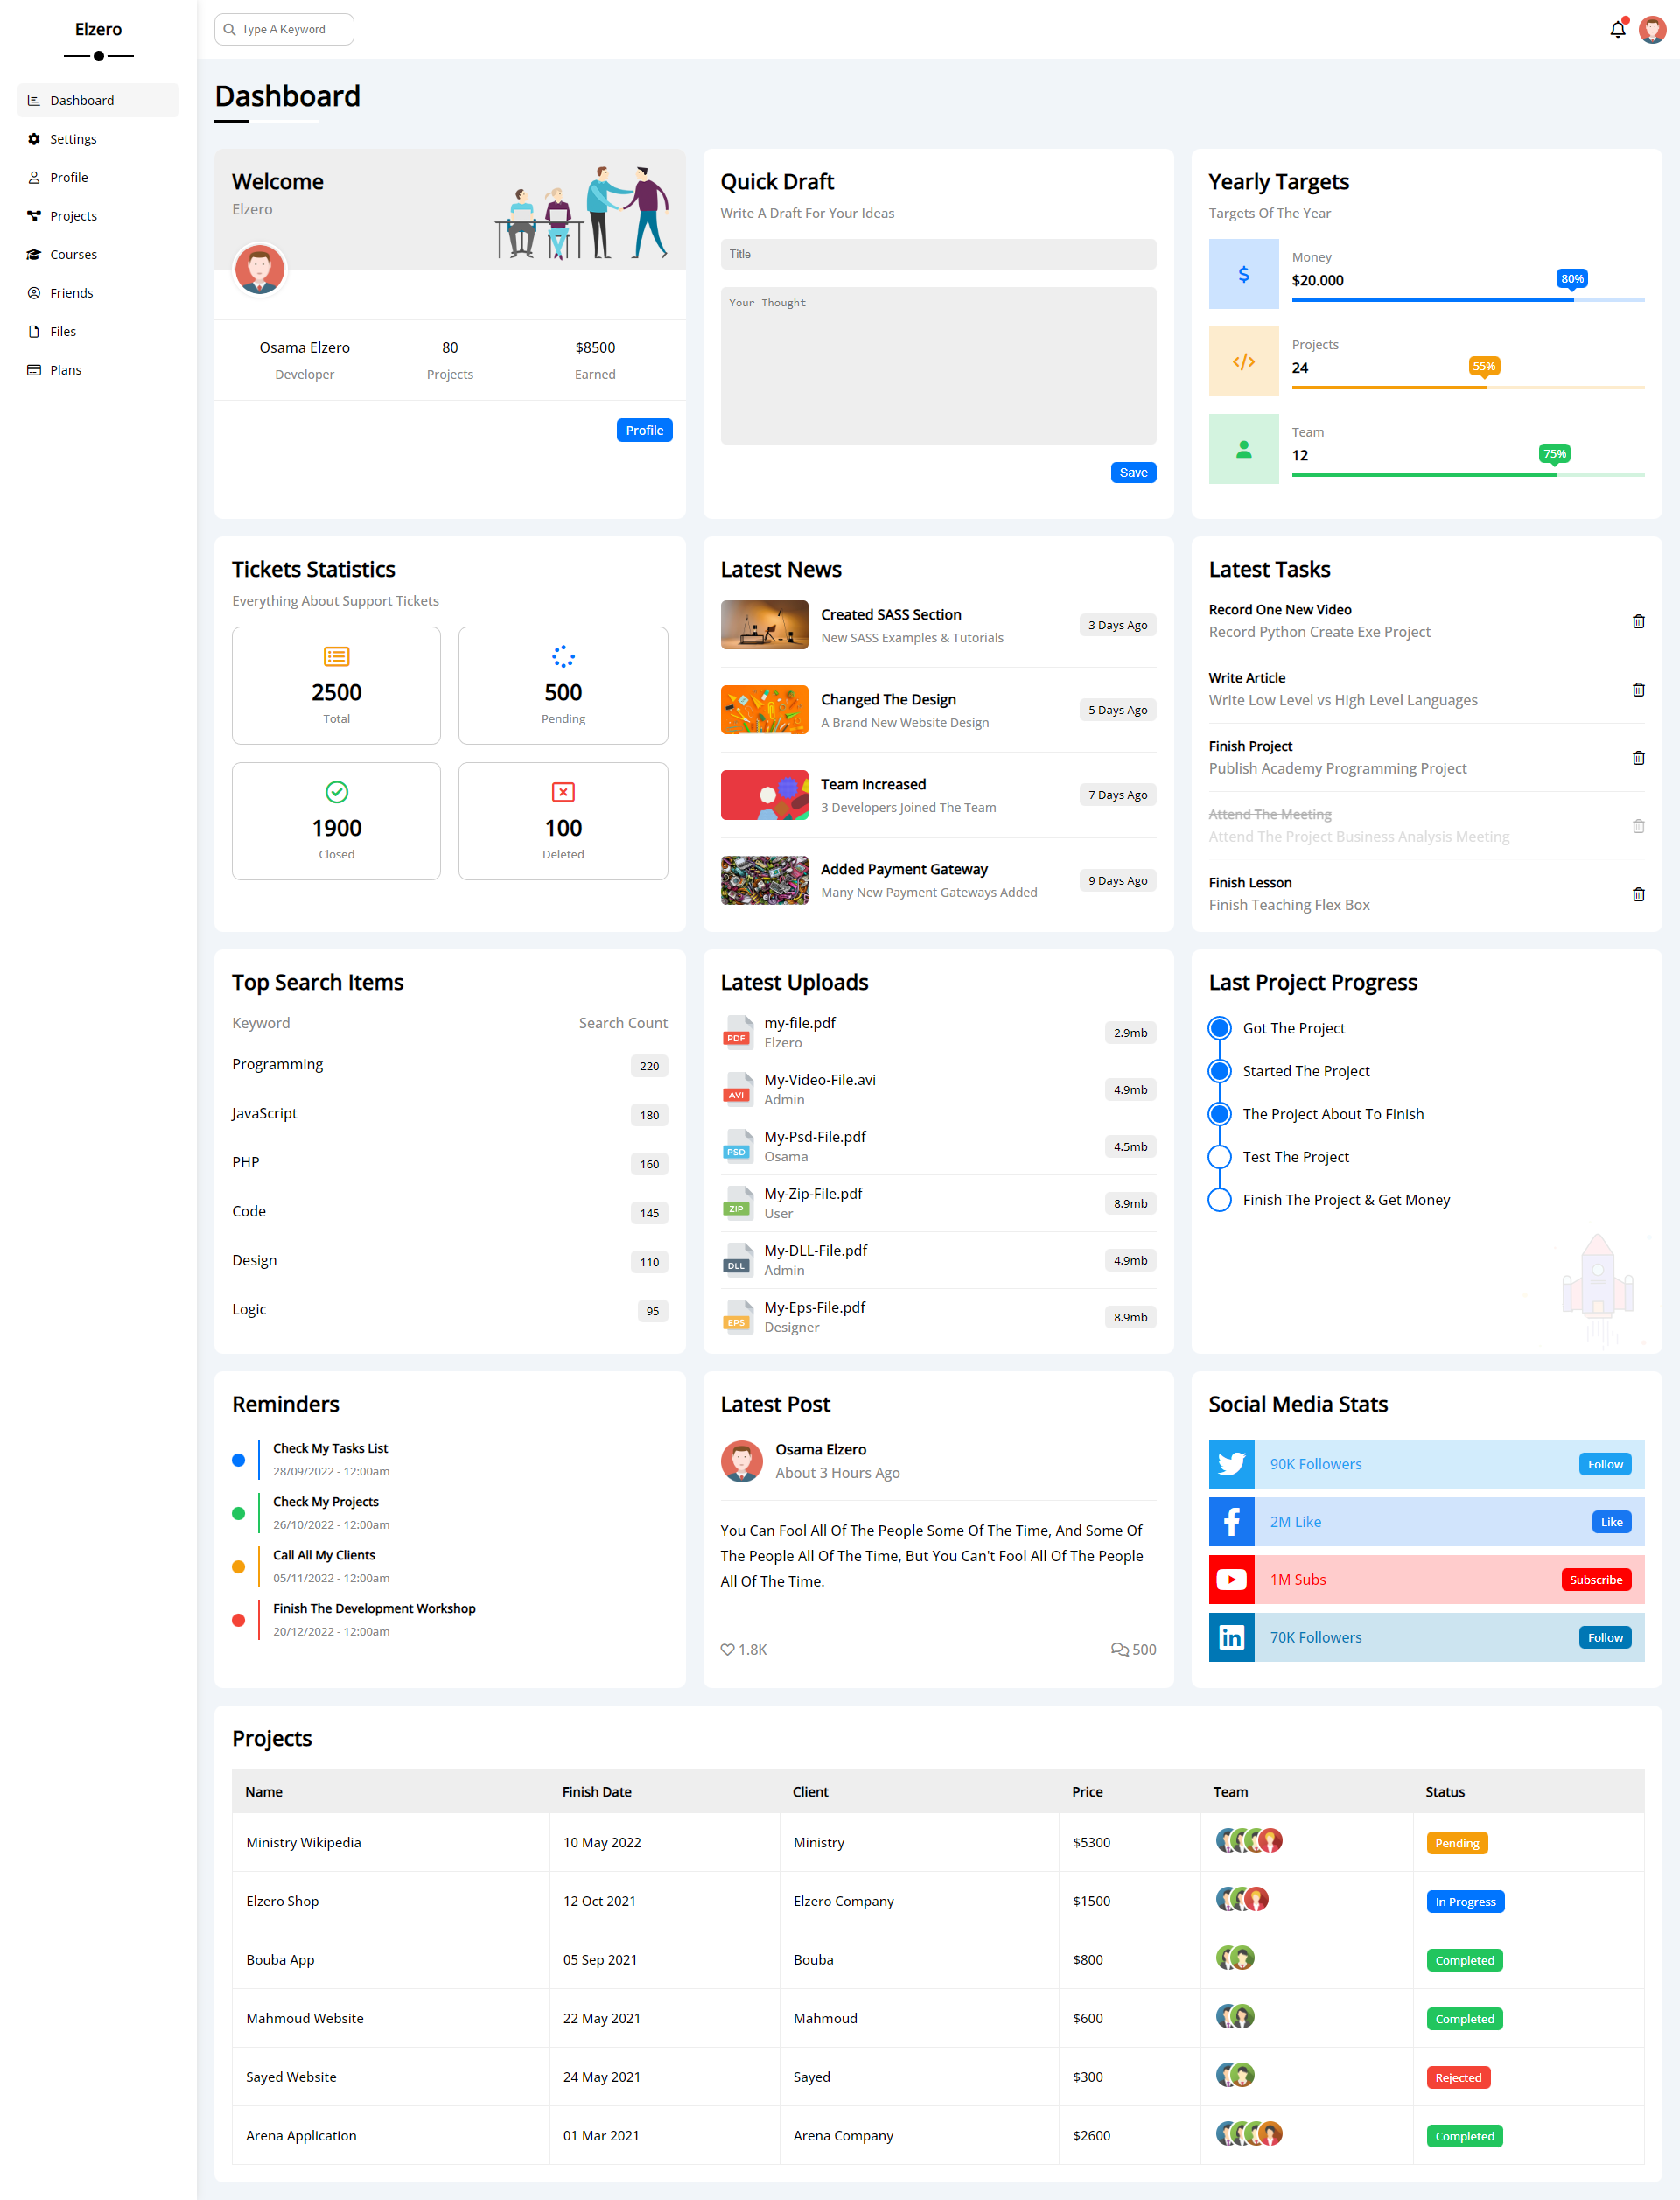 Elzero
Type A Keyword
Dashboard
Settings
Profile
Projects
Courses
Friends
Files
Plans
Dashboard
Welcome
Elzero
Osama Elzero
Developer
80
Projects
$8500
Earned
Profile
Quick Draft
Write A Draft For Your Ideas
Title
Your Thought
Save
Yearly Targets
Targets Of The Year
Money
$20.000
80%
Projects
24
55%
Team
12
75%
Tickets Statistics
Everything About Support Tickets
2500
Total
500
Pending
1900
Closed
100
Deleted
Latest News
Created SASS Section
New SASS Examples & Tutorials
3 Days Ago
Changed The Design
A Brand New Website Design
5 Days Ago
Team Increased
3 Developers Joined The Team
7 Days Ago
Added Payment Gateway
Many New Payment Gateways Added
9 Days Ago
Latest Tasks
Record One New Video
Record Python Create Exe Project
Write Article
Write Low Level vs High Level Languages
Finish Project
Publish Academy Programming Project
Attend The Meeting
Attend The Project Business Analysis Meeting
Finish Lesson
Finish Teaching Flex Box
Top Search Items
Keyword Search Count
Programming 220
JavaScript 180
PHP 160
Code 145
Design 110
Logic 95
Latest Uploads
PDF
my-file.pdf
Elzero
2.9mb
AVI
My-Video-File.avi
Admin
4.9mb
PSD
My-Psd-File.pdf
Osama
4.5mb
ZIP
My-Zip-File.pdf
User
8.9mb
DLL
My-DLL-File.pdf
Admin
4.9mb
EPS
My-Eps-File.pdf
Designer
8.9mb
Last Project Progress
Got The Project
Started The Project
The Project About To Finish
Test The Project
Finish The Project & Get Money
Reminders
Check My Tasks List
28/09/2022 - 12:00am
Check My Projects
26/10/2022 - 12:00am
Call All My Clients
05/11/2022 - 12:00am
Finish The Development Workshop
20/12/2022 - 12:00am
Latest Post
Osama Elzero
About 3 Hours Ago
You Can Fool All Of The People Some Of The Time, And Some Of
The People All Of The Time, But You Can't Fool All Of The People
All Of The Time.
1.8K 500
Social Media Stats
90K Followers Follow
2M Like Like
1M Subs Subscribe
70K Followers Follow
Projects
Name Finish Date Client Price Team Status
Ministry Wikipedia 10 May 2022 Ministry $5300 Pending
Elzero Shop 12 Oct 2021 Elzero Company $1500 In Progress
Bouba App 05 Sep 2021 Bouba $800 Completed
Mahmoud Website 22 May 2021 Mahmoud $600 Completed
Sayed Website 24 May 2021 Sayed $300 Rejected
Arena Application 01 Mar 2021 Arena Company $2600 Completed